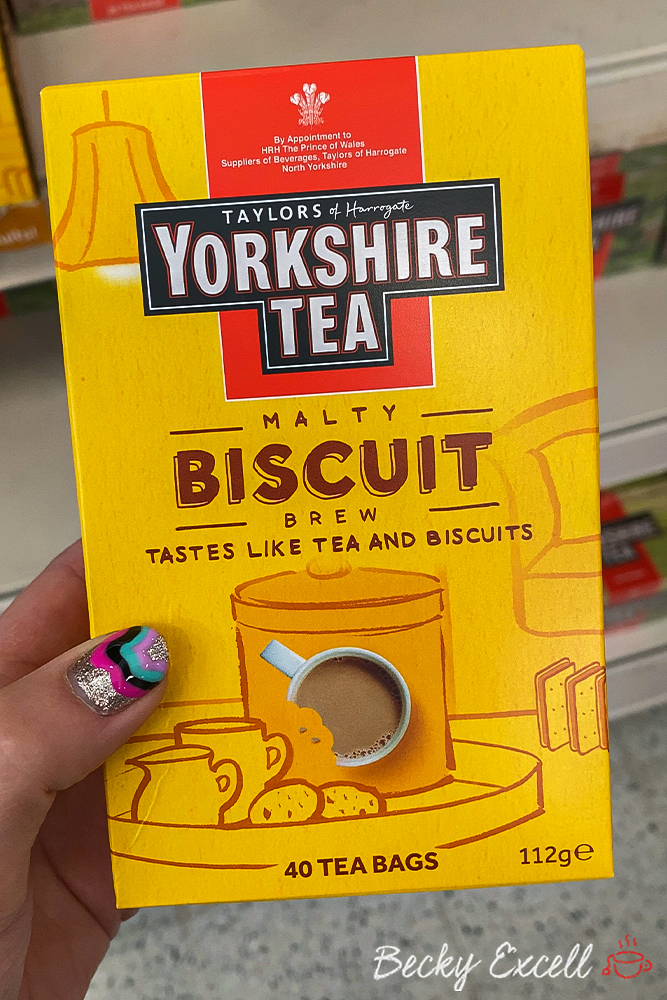 By Appointment to
HRH The Prince of Wales
Suppliers of Beverages, Taylors of Harrogate
North Yorkshire
TAYLORS of Harrogate
YORKSHIRE
TEA
MALTY
BISCUIT
BREW
TASTES LIKE TEA AND BISCUITS
40 TEA BAGS
112g℮
Becky Excell